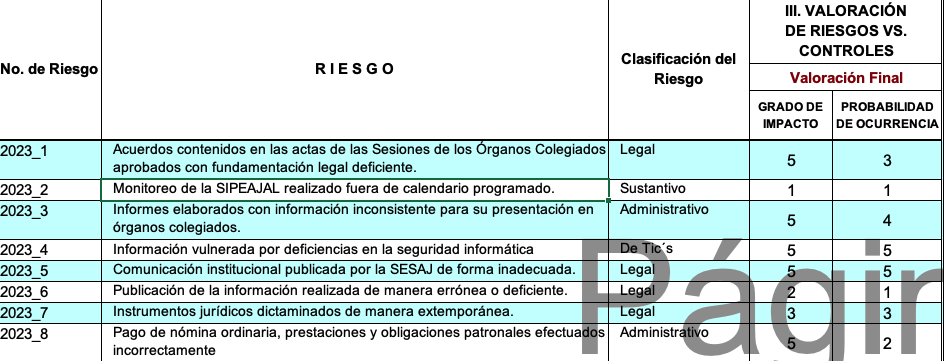 III. VALORACIÓN
DE RIESGOS VS.
CONTROLES
No. de Riesgo
R I E S G O
Clasificación del
Riesgo
Valoración Final
GRADO DE
IMPACTO
PROBABILIDAD
DE OCURRENCIA
2023_1 Acuerdos contenidos en las actas de las Sesiones de los Órganos Colegiados Legal
aprobados con fundamentación legal deficiente. 5 3
2023_2 Monitoreo de la SIPEAJAL realizado fuera de calendario programado. Sustantivo 1 1
2023_3 Informes elaborados con información inconsistente para su presentación en Administrativo
órganos colegiados. 5 4
2023_4 Información vulnerada por deficiencias en la seguridad informática De Tic´s 5 5
2023_5 Comunicación institucional publicada por la SESAJ de forma inadecuada. Legal 5 5
2023_6 Publicación de la información realizada de manera errónea o deficiente. Legal 2 1
2023_7 Instrumentos jurídicos dictaminados de manera extemporánea. Legal 3 3
2023_8 Pago de nómina ordinaria, prestaciones y obligaciones patronales efectuados Administrativo
incorrectamente 5 2
Págin